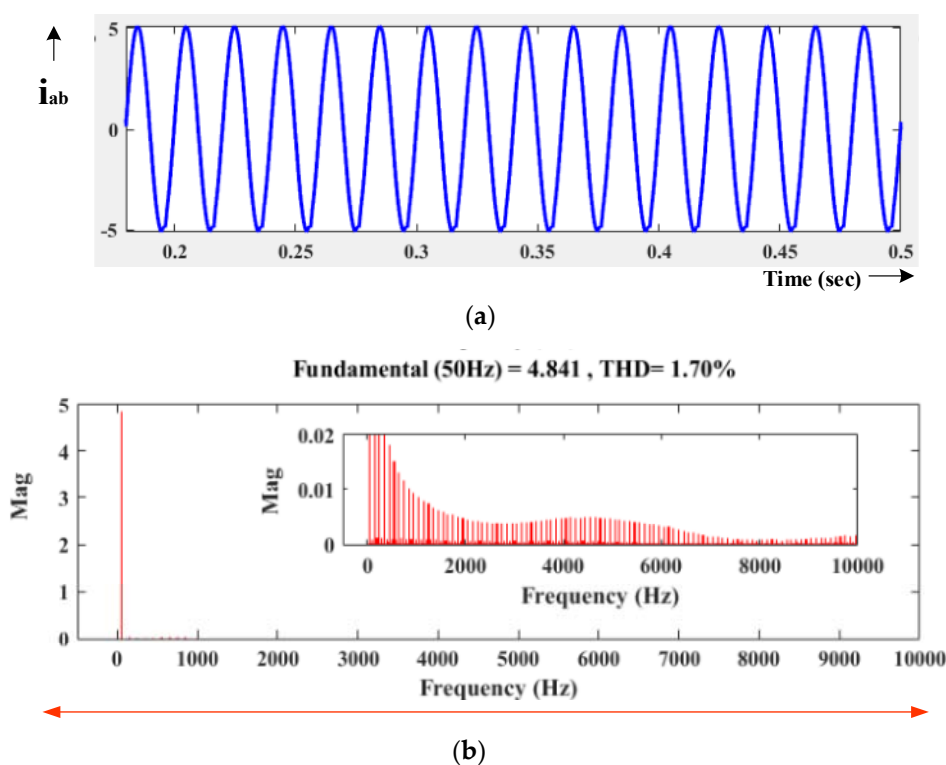 5
i_ab
0
-5
0.2 0.25 0.3 0.35 0.4 0.45 0.5
Time (sec)
(a)
Fundamental (50Hz) = 4.841 , THD= 1.70%
5
4
3
2
1
0
Mag
0.02
0.01
0
Mag
0 2000 4000 6000 8000 10000
Frequency (Hz)
0 1000 2000 3000 4000 5000 6000 7000 8000 9000 10000
Frequency (Hz)
(b)